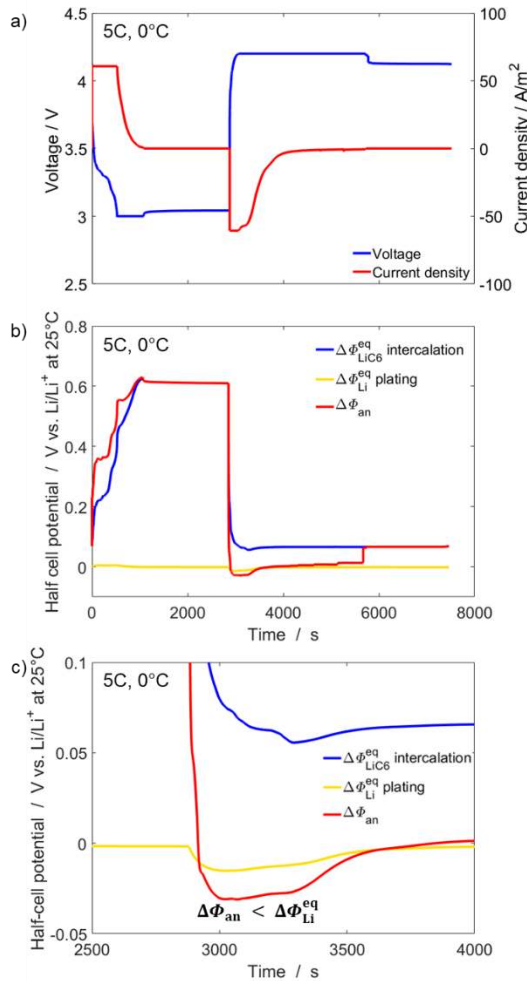 a)
5C, 0°C
4.5
4
3.5
3
2.5
Voltage / V
100
50
0
-50
-100
Current density / A/m²
Voltage
Current density
b)
5C, 0°C
0.8
0.6
0.4
0.2
0
Half cell potential / V vs. Li/Li⁺ at 25°C
ΔΦ^eq_LiC6 intercalation
ΔΦ^eq_Li plating
ΔΦ_an
0 2000 4000 6000 8000
Time / s
c)
5C, 0°C
0.1
0.05
0
-0.05
Half-cell potential / V vs. Li/Li⁺ at 25°C
ΔΦ^eq_LiC6 intercalation
ΔΦ^eq_Li plating
ΔΦ_an
ΔΦ_an < ΔΦ^eq_Li
2500 3000 3500 4000
Time / s